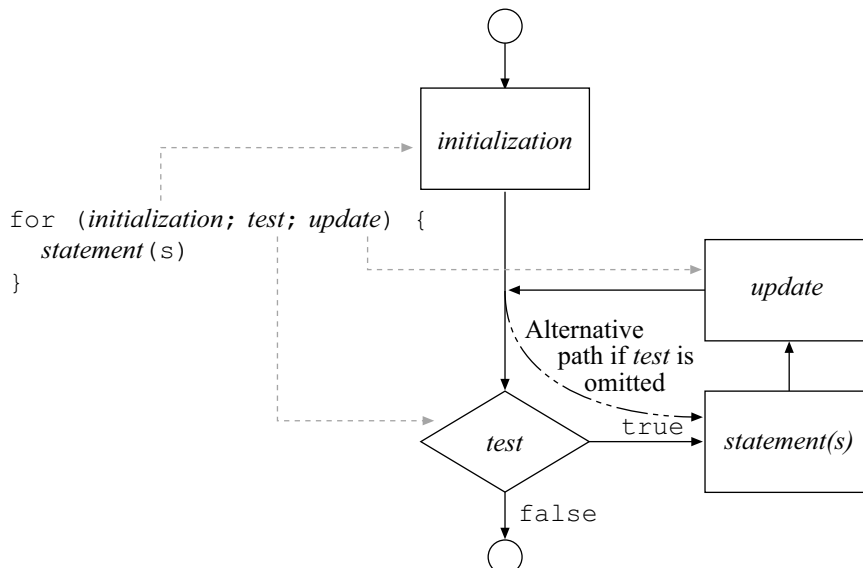 initialization
for (initialization; test; update) {
statement(s)
}
update
Alternative
path if test is
omitted
true
test
statement(s)
false